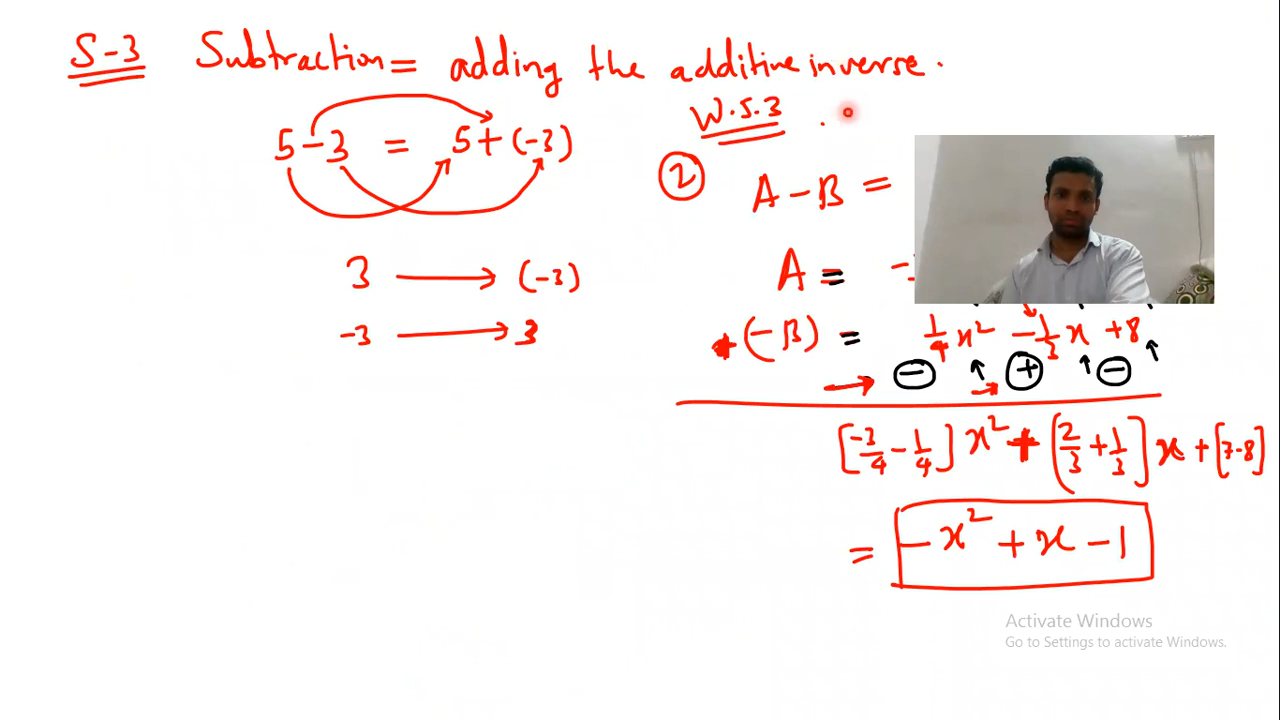 S-3 Subtraction = adding the additive inverse.
5-3 = 5+(-3)
3 → (-3)
-3 → 3
W.S.3 .
② A-B =
A = -
+(-B) = 1/4 x² -1/3 x +8
→ ⊖ ↑ → ⊕ ↑ ⊖ ↑
[-3/4 - 1/4] x² + [2/3 + 1/3] x + [7-8]
= -x² + x - 1
Activate Windows
Go to Settings to activate Windows.